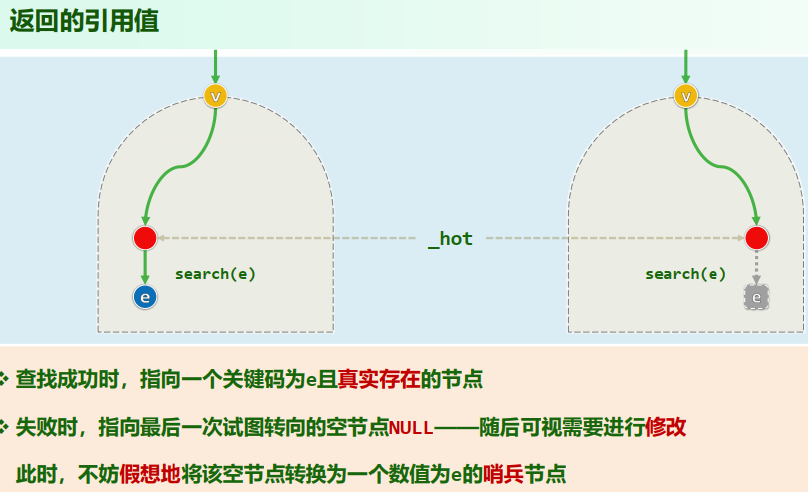 返回的引用值
v
v
_hot
search(e)
search(e)
e
e
查找成功时，指向一个关键码为e且真实存在的节点
失败时，指向最后一次试图转向的空节点NULL——随后可视需要进行修改
此时，不妨假想地将该空节点转换为一个数值为e的哨兵节点